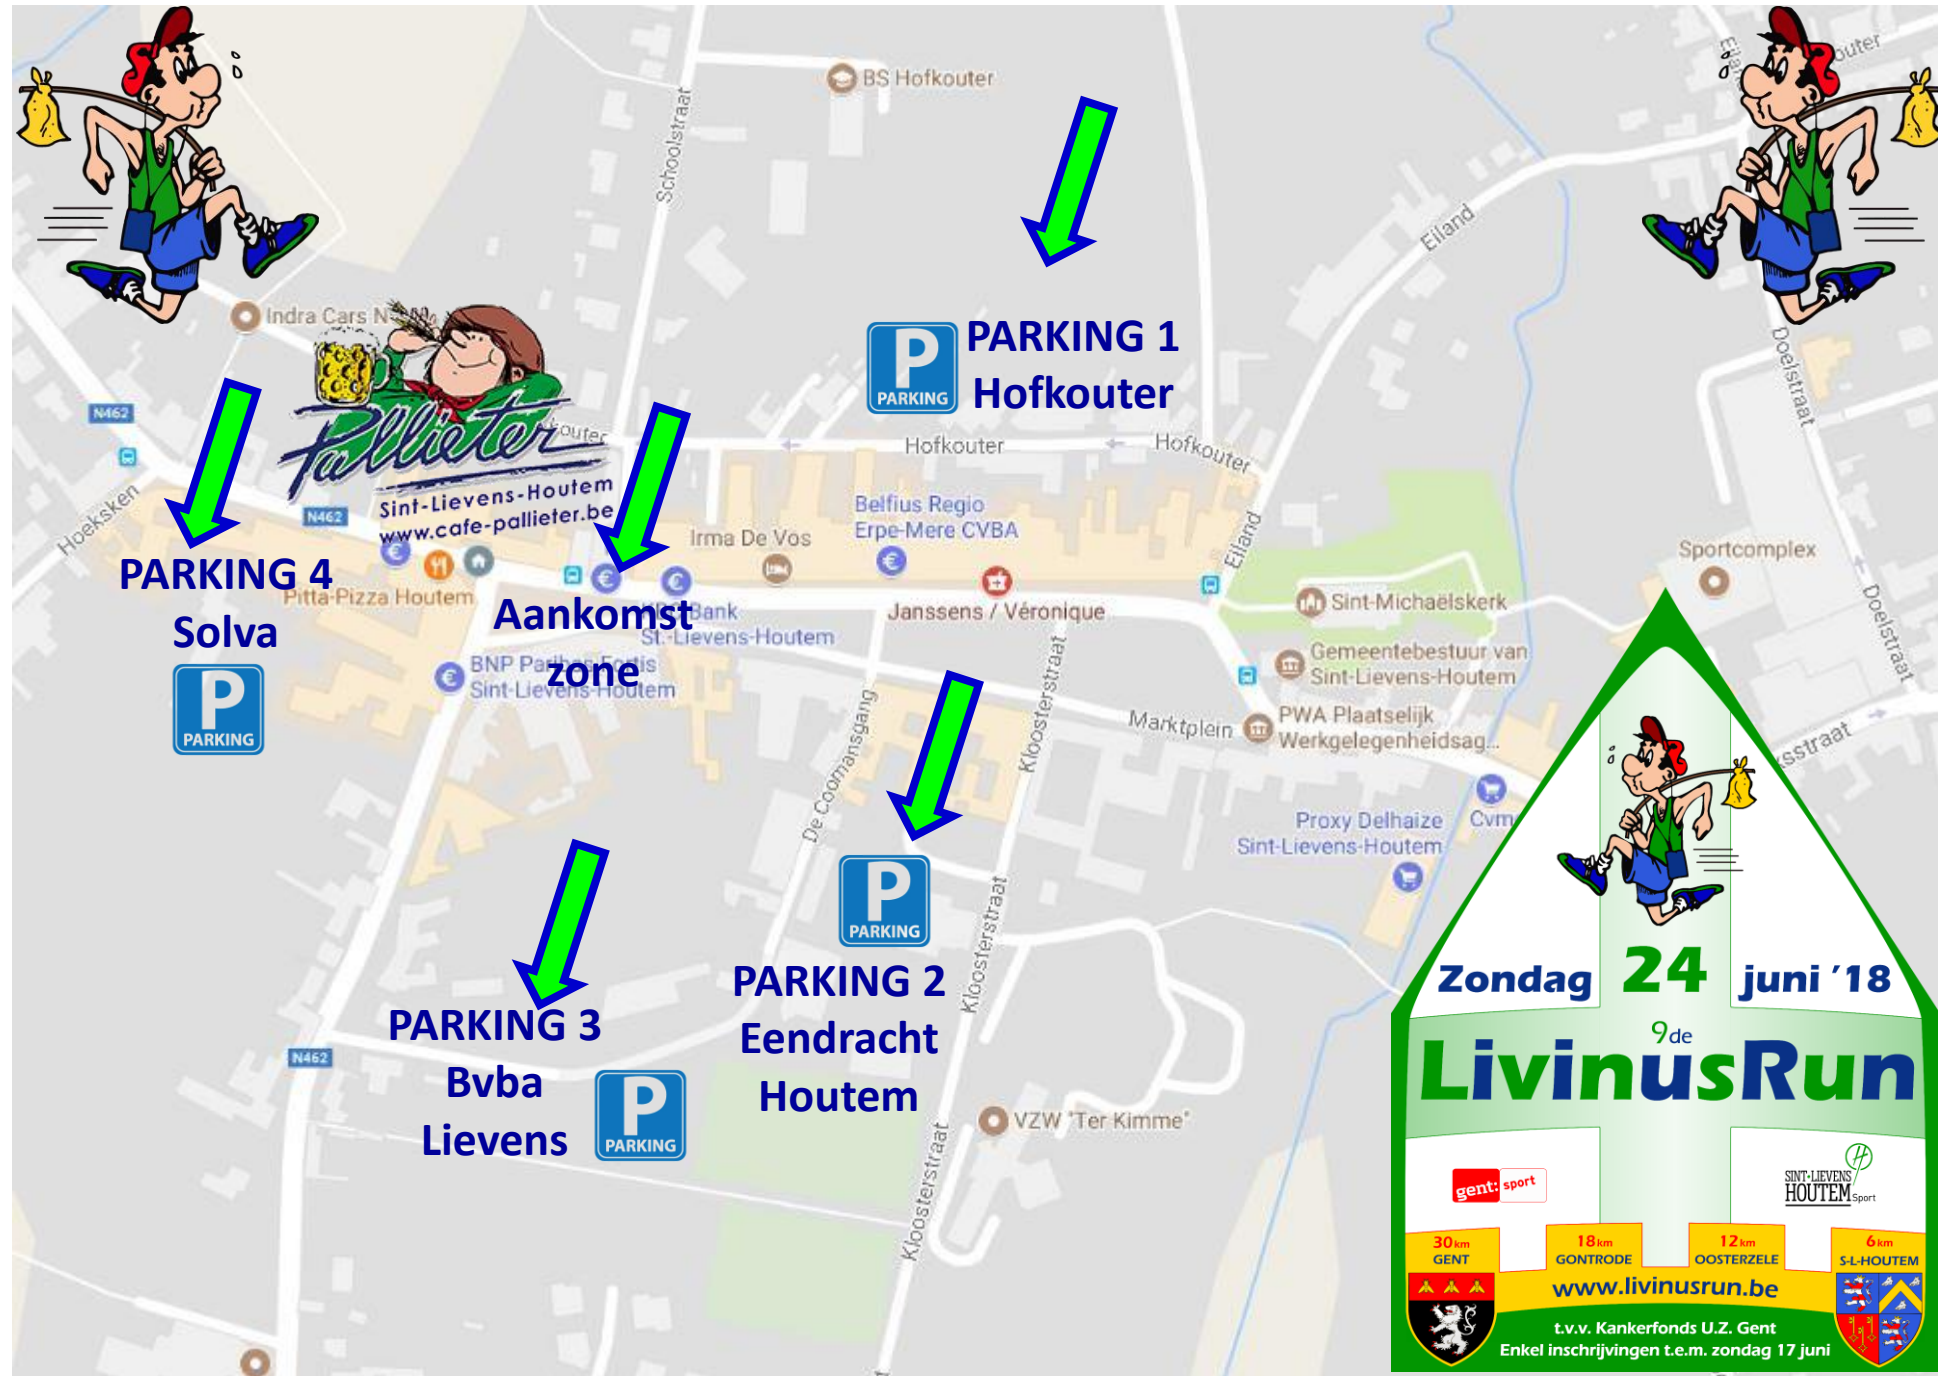 BS Hofkouter
Schoolstraat
Eiland
Doelstraat
Indra Cars N
PARKING
PARKING 1
Hofkouter
N462
Pallieter
Sint-Lievens-Houtem
www.cafe-pallieter.be
outer
Hofkouter
Hofkouter
Hoeksken
N462
Irma De Vos
Belfius Regio
Erpe-Mere CVBA
Eiland
Sportcomplex
PARKING 4
Solva
PARKING
Pitta-Pizza Houtem
Aankomst
zone
Bank
St.-Lievens-Houtem
Janssens / Véronique
Sint-Michaëlskerk
Doelstraat
BNP Paribas Fortis
Sint-Lievens-Houtem
Gemeentebestuur van
Sint-Lievens-Houtem
Kloosterstraat
De Coomansgang
Marktplein
PWA Plaatselijk
Werkgelegenheidsag...
sstraat
Proxy Delhaize
Sint-Lievens-Houtem
Cvm
PARKING
PARKING 2
Eendracht
Houtem
Kloosterstraat
PARKING 3
Bvba
Lievens
PARKING
N462
VZW "Ter Kimme"
Kloosterstraat
Zondag 24 juni '18
9de
LivinusRun
gent: sport
SINT-LIEVENS
HOUTEM Sport
30km
GENT
18km
GONTRODE
12km
OOSTERZELE
6km
S-L-HOUTEM
www.livinusrun.be
t.v.v. Kankerfonds U.Z. Gent
Enkel inschrijvingen t.e.m. zondag 17 juni